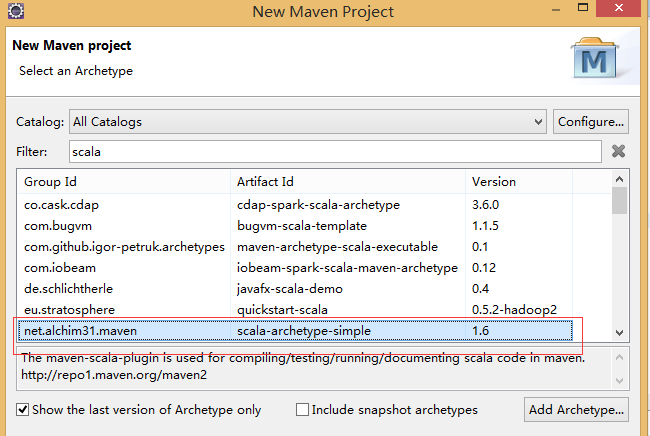 New Maven Project
New Maven project
Select an Archetype
M
Catalog: All Catalogs Configure...
Filter: scala
Group Id Artifact Id Version
co.cask.cdap cdap-spark-scala-archetype 3.6.0
com.bugvm bugvm-scala-template 1.1.5
com.github.igor-petruk.archetypes maven-archetype-scala-executable 0.1
com.iobeam iobeam-spark-scala-maven-archetype 0.12
de.schlichtherle javafx-scala-demo 0.4
eu.stratosphere quickstart-scala 0.5.2-hadoop2
net.alchim31.maven scala-archetype-simple 1.6
The maven-scala-plugin is used for compiling/testing/running/documenting scala code in maven.
http://repo1.maven.org/maven2
Show the last version of Archetype only Include snapshot archetypes Add Archetype...